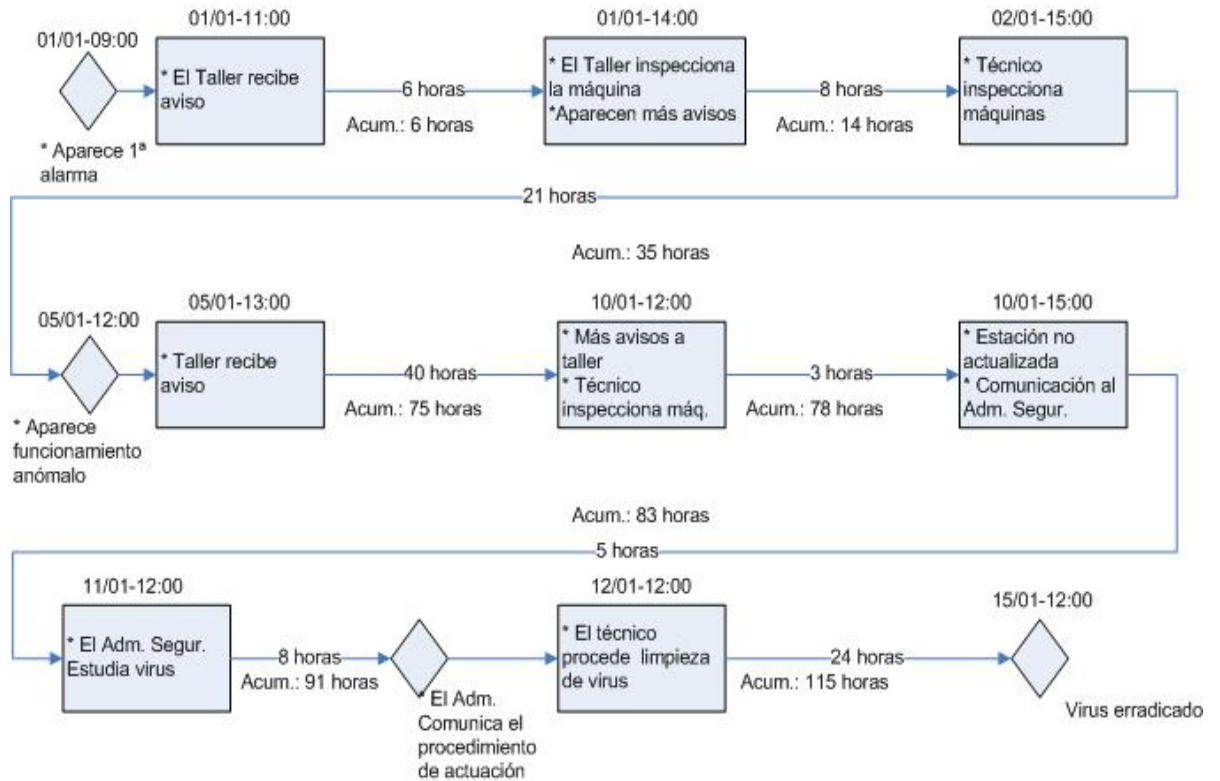 01/01-09:00
* Aparece 1ª
alarma
01/01-11:00
* El Taller recibe
aviso
6 horas
Acum.: 6 horas
01/01-14:00
* El Taller inspecciona
la máquina
*Aparecen más avisos
8 horas
Acum.: 14 horas
02/01-15:00
* Técnico
inspecciona
máquinas
21 horas
Acum.: 35 horas
05/01-12:00
* Aparece
funcionamiento
anómalo
05/01-13:00
* Taller recibe
aviso
40 horas
Acum.: 75 horas
10/01-12:00
* Más avisos a
taller
* Técnico
inspecciona máq.
3 horas
Acum.: 78 horas
10/01-15:00
* Estación no
actualizada
* Comunicación al
Adm. Segur.
Acum.: 83 horas
5 horas
11/01-12:00
* El Adm. Segur.
Estudia virus
8 horas
Acum.: 91 horas
* El Adm.
Comunica el
procedimiento
de actuación
12/01-12:00
* El técnico
procede limpieza
de virus
24 horas
Acum.: 115 horas
15/01-12:00
Virus erradicado